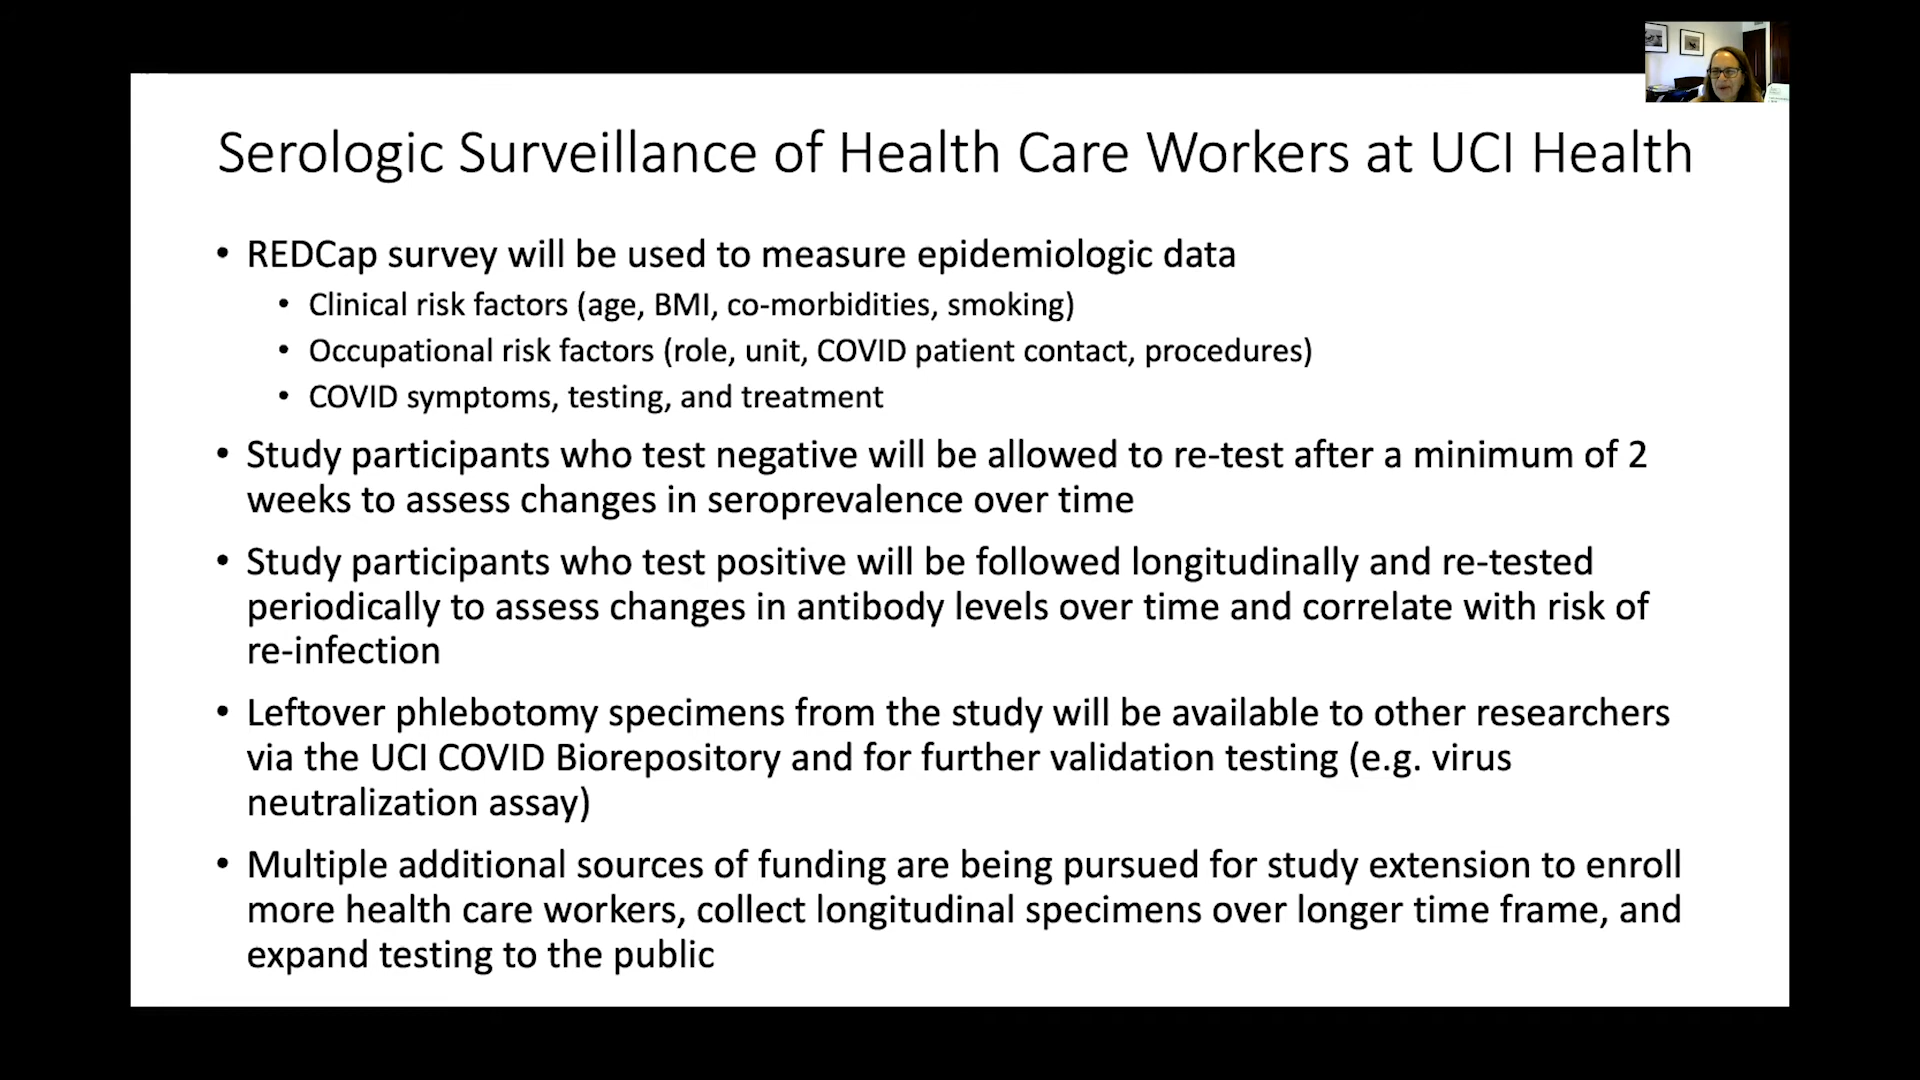 Serologic Surveillance of Health Care Workers at UCI Health
• REDCap survey will be used to measure epidemiologic data
• Clinical risk factors (age, BMI, co-morbidities, smoking)
• Occupational risk factors (role, unit, COVID patient contact, procedures)
• COVID symptoms, testing, and treatment
• Study participants who test negative will be allowed to re-test after a minimum of 2
weeks to assess changes in seroprevalence over time
• Study participants who test positive will be followed longitudinally and re-tested
periodically to assess changes in antibody levels over time and correlate with risk of
re-infection
• Leftover phlebotomy specimens from the study will be available to other researchers
via the UCI COVID Biorepository and for further validation testing (e.g. virus
neutralization assay)
• Multiple additional sources of funding are being pursued for study extension to enroll
more health care workers, collect longitudinal specimens over longer time frame, and
expand testing to the public